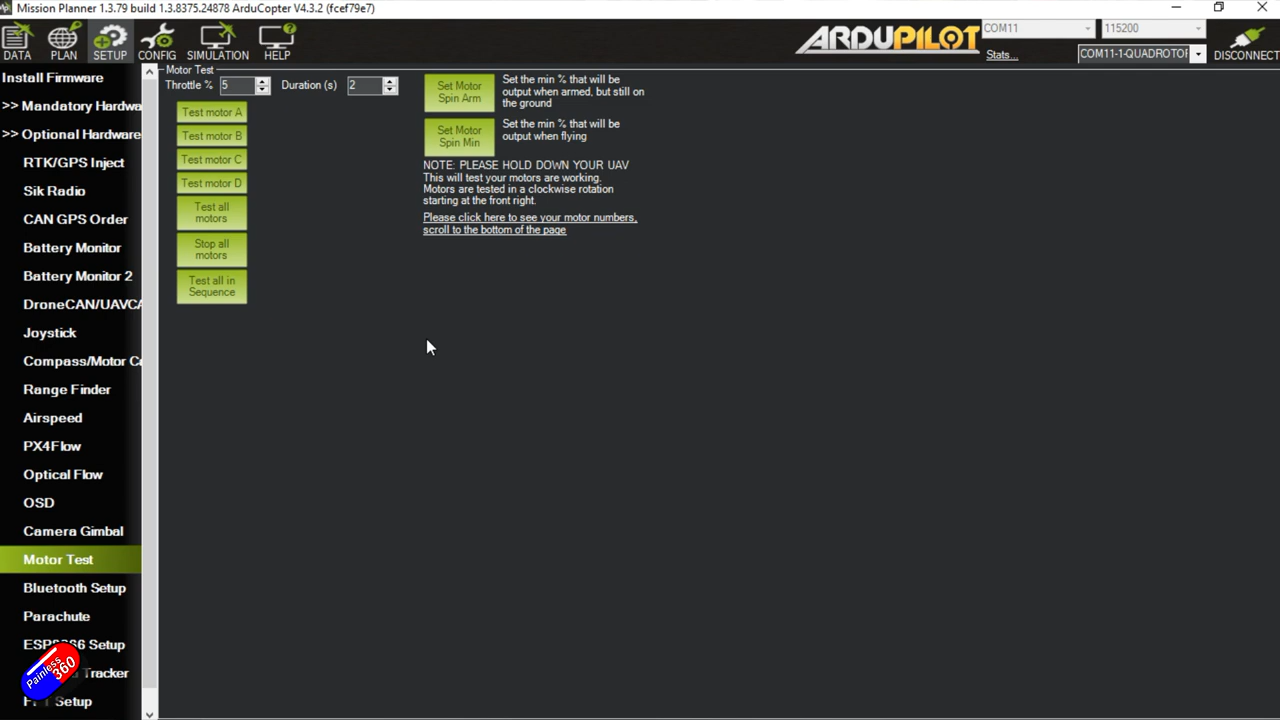 Mission Planner 1.3.79 build 1.3.8375.24878 ArduCopter V4.3.2 (fcef79e7)
DATA
PLAN
SETUP
CONFIG
SIMULATION
HELP
ARDUPILOT
COM11
115200
Stats...
COM11-1-QUADROTOR
DISCONNECT
Install Firmware
>> Mandatory Hardwa
>> Optional Hardware
RTK/GPS Inject
Sik Radio
CAN GPS Order
Battery Monitor
Battery Monitor 2
DroneCAN/UAVCA
Joystick
Compass/Motor Ca
Range Finder
Airspeed
PX4Flow
Optical Flow
OSD
Camera Gimbal
Motor Test
Bluetooth Setup
Parachute
Setup
Tracker
Setup
Painless
360
Motor Test
Throttle %
5
Duration (s)
2
Test motor A
Test motor B
Test motor C
Test motor D
Test all
motors
Stop all
motors
Test all in
Sequence
Set Motor
Spin Arm
Set the min % that will be
output when armed, but still on
the ground
Set Motor
Spin Min
Set the min % that will be
output when flying
NOTE: PLEASE HOLD DOWN YOUR UAV
This will test your motors are working.
Motors are tested in a clockwise rotation
starting at the front right.
Please click here to see your motor numbers,
scroll to the bottom of the page